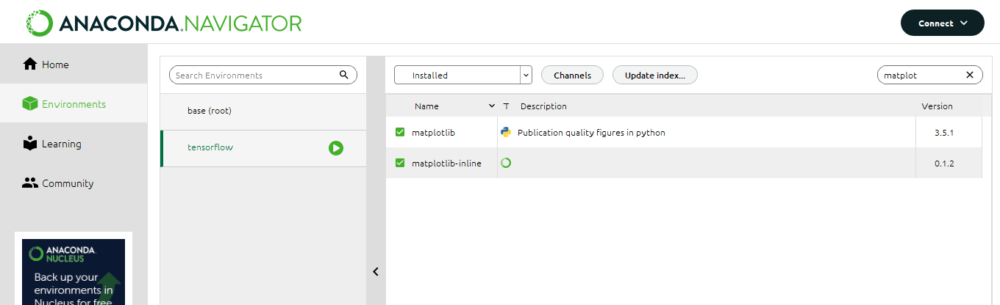 ANACONDA.NAVIGATOR
Connect
Home
Environments
Learning
Community
ANACONDA.
NUCLEUS
Back up your
environments in
Nucleus for free
Search Environments
base (root)
tensorflow
Installed
Channels
Update index...
matplot
Name
T
Description
Version
matplotlib
Publication quality figures in python
3.5.1
matplotlib-inline
0.1.2